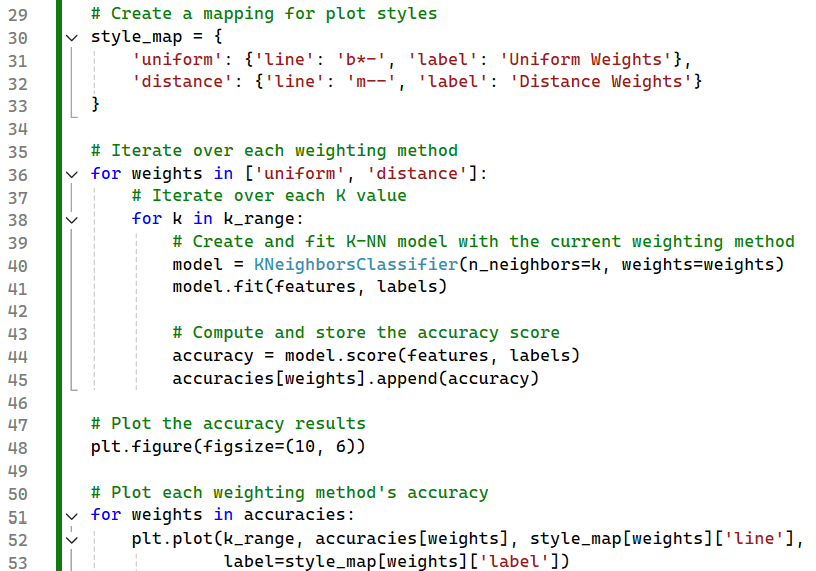 29 # Create a mapping for plot styles
30 style_map = {
31     'uniform': {'line': 'b*-', 'label': 'Uniform Weights'},
32     'distance': {'line': 'm--', 'label': 'Distance Weights'}
33 }
34
35 # Iterate over each weighting method
36 for weights in ['uniform', 'distance']:
37     # Iterate over each K value
38     for k in k_range:
39         # Create and fit K-NN model with the current weighting method
40         model = KNeighborsClassifier(n_neighbors=k, weights=weights)
41         model.fit(features, labels)
42
43         # Compute and store the accuracy score
44         accuracy = model.score(features, labels)
45         accuracies[weights].append(accuracy)
46
47 # Plot the accuracy results
48 plt.figure(figsize=(10, 6))
49
50 # Plot each weighting method's accuracy
51 for weights in accuracies:
52     plt.plot(k_range, accuracies[weights], style_map[weights]['line'],
53              label=style_map[weights]['label'])